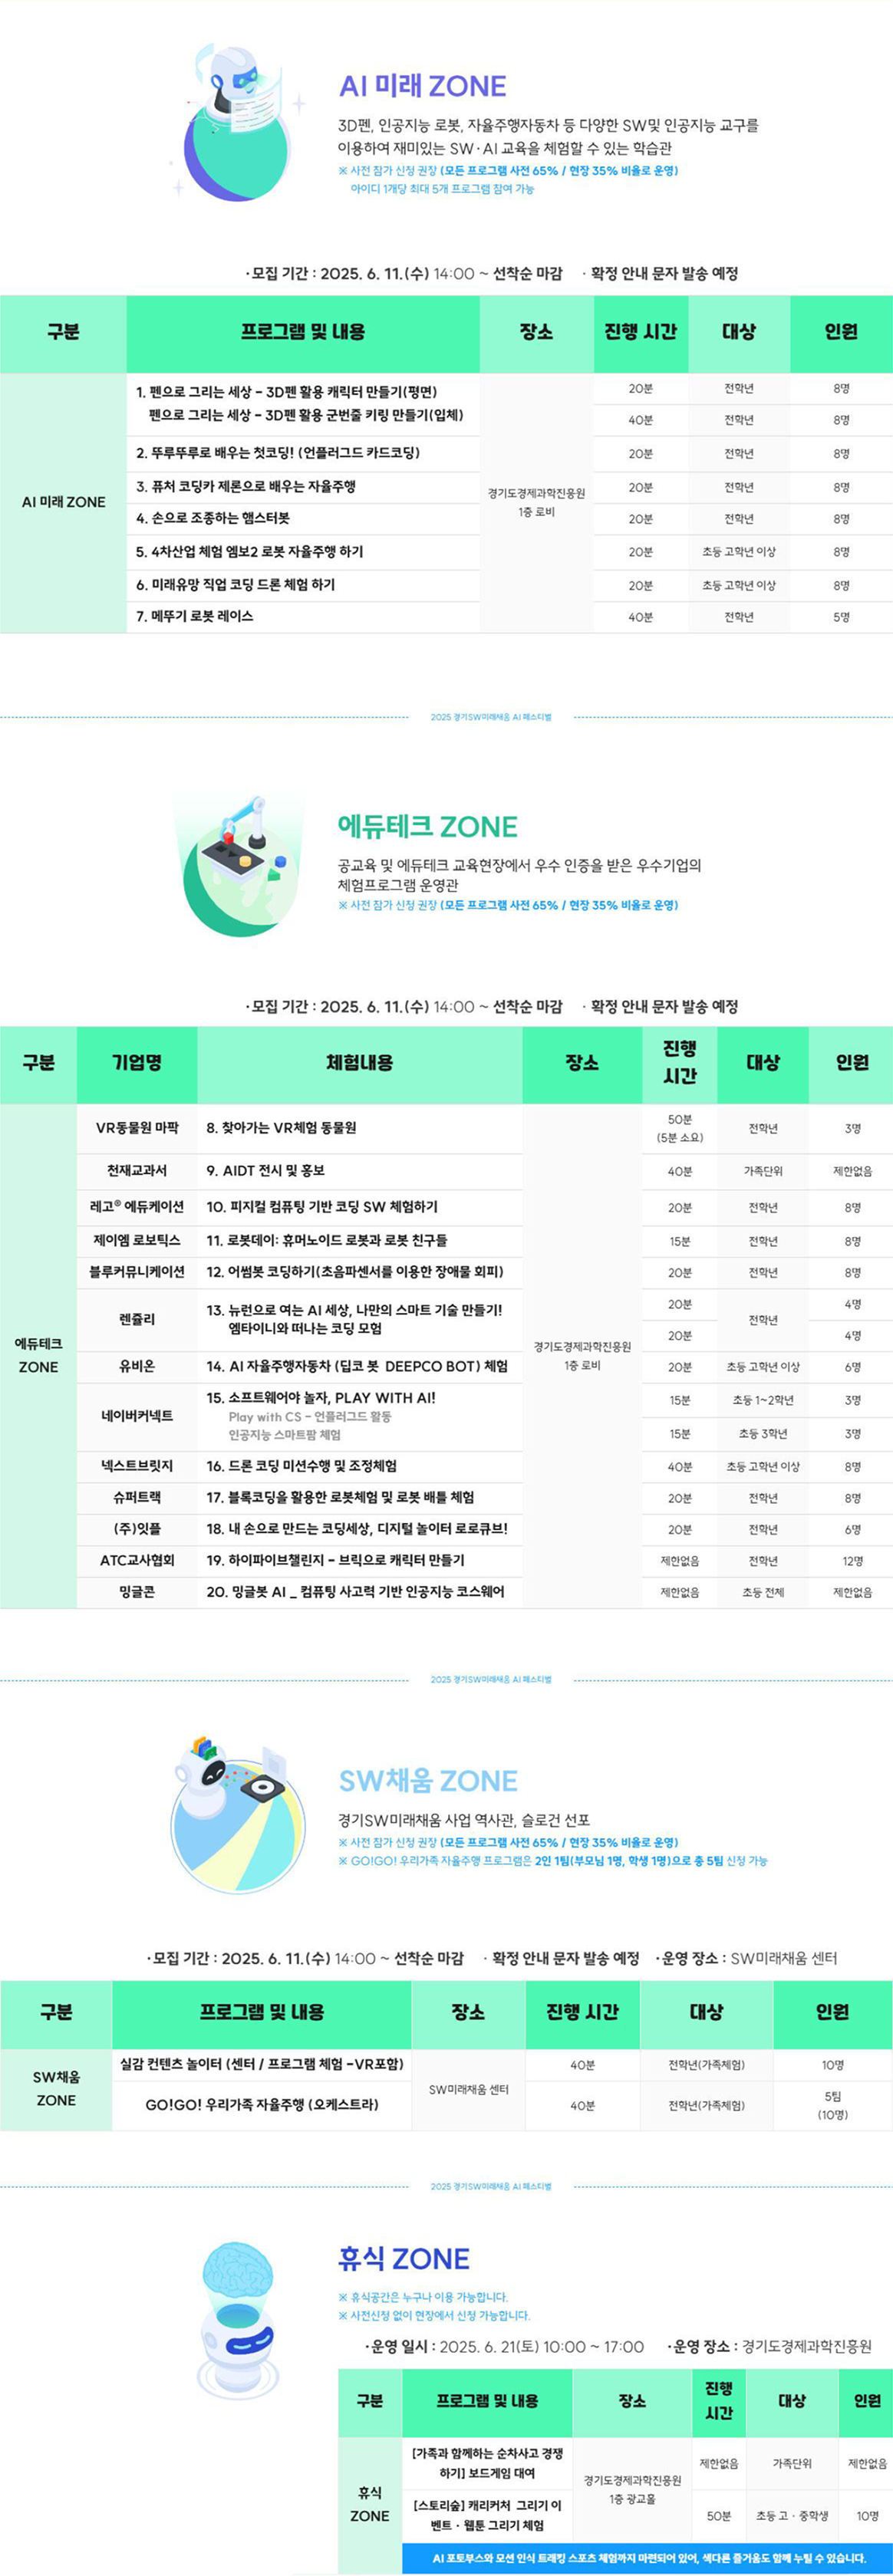 AI 미래 ZONE
3D펜, 인공지능 로봇, 자율주행자동차 등 다양한 SW및 인공지능 교구를
이용하여 재미있는 SW·AI 교육을 체험할 수 있는 학습관
※ 사전 참가 신청 권장 (모든 프로그램 사전 65% / 현장 35% 비율로 운영)
아이디 1개당 최대 5개 프로그램 참여 가능
·모집 기간 : 2025. 6. 11.(수) 14:00 ~ 선착순 마감 · 확정 안내 문자 발송 예정
구분 프로그램 및 내용 장소 진행 시간 대상 인원
AI 미래 ZONE
경기도경제과학진흥원
1층 로비
1. 펜으로 그리는 세상 - 3D펜 활용 캐릭터 만들기(평면) 20분 전학년 8명
펜으로 그리는 세상 - 3D펜 활용 군번줄 키링 만들기(입체) 40분 전학년 8명
2. 뚜루뚜루로 배우는 첫코딩! (언플러그드 카드코딩) 20분 전학년 8명
3. 퓨처 코딩카 제론으로 배우는 자율주행 20분 전학년 8명
4. 손으로 조종하는 햄스터봇 20분 전학년 8명
5. 4차산업 체험 엠보2 로봇 자율주행 하기 20분 초등 고학년 이상 8명
6. 미래유망 직업 코딩 드론 체험 하기 20분 초등 고학년 이상 8명
7. 메뚜기 로봇 레이스 40분 전학년 5명
2025 경기SW미래채움 AI 페스티벌
에듀테크 ZONE
공교육 및 에듀테크 교육현장에서 우수 인증을 받은 우수기업의
체험프로그램 운영관
※ 사전 참가 신청 권장 (모든 프로그램 사전 65% / 현장 35% 비율로 운영)
·모집 기간 : 2025. 6. 11.(수) 14:00 ~ 선착순 마감 · 확정 안내 문자 발송 예정
구분 기업명 체험내용 장소 진행 시간 대상 인원
에듀테크
ZONE
경기도경제과학진흥원
1층 로비
VR동물원 마팍 8. 찾아가는 VR체험 동물원 50분 (5분 소요) 전학년 3명
천재교과서 9. AIDT 전시 및 홍보 40분 가족단위 제한없음
레고® 에듀케이션 10. 피지컬 컴퓨팅 기반 코딩 SW 체험하기 20분 전학년 8명
제이엠 로보틱스 11. 로봇데이: 휴머노이드 로봇과 로봇 친구들 15분 전학년 8명
블루커뮤니케이션 12. 어썸봇 코딩하기(초음파센서를 이용한 장애물 회피) 20분 전학년 8명
렌쥴리 13. 뉴런으로 여는 AI 세상, 나만의 스마트 기술 만들기! 20분 전학년 4명
엠타이니와 떠나는 코딩 모험 20분 4명
유비온 14. AI 자율주행자동차 (딥코 봇 DEEPCO BOT) 체험 20분 초등 고학년 이상 6명
네이버커넥트 15. 소프트웨어야 놀자, PLAY WITH AI! 15분 초등 1~2학년 3명
Play with CS - 언플러그드 활동
인공지능 스마트팜 체험 15분 초등 3학년 3명
넥스트브릿지 16. 드론 코딩 미션수행 및 조정체험 40분 초등 고학년 이상 8명
슈퍼트랙 17. 블록코딩을 활용한 로봇체험 및 로봇 배틀 체험 20분 전학년 8명
(주)잇플 18. 내 손으로 만드는 코딩세상, 디지털 놀이터 로로큐브! 20분 전학년 6명
ATC교사협회 19. 하이파이브챌린지 - 브릭으로 캐릭터 만들기 제한없음 전학년 12명
밍글콘 20. 밍글봇 AI _ 컴퓨팅 사고력 기반 인공지능 코스웨어 제한없음 초등 전체 제한없음
2025 경기SW미래채움 AI 페스티벌
SW채움 ZONE
경기SW미래채움 사업 역사관, 슬로건 선포
※ 사전 참가 신청 권장 (모든 프로그램 사전 65% / 현장 35% 비율로 운영)
※ GO!GO! 우리가족 자율주행 프로그램은 2인 1팀(부모님 1명, 학생 1명)으로 총 5팀 신청 가능
·모집 기간 : 2025. 6. 11.(수) 14:00 ~ 선착순 마감 · 확정 안내 문자 발송 예정 ·운영 장소 : SW미래채움 센터
구분 프로그램 및 내용 장소 진행 시간 대상 인원
SW채움
ZONE
SW미래채움 센터
실감 컨텐츠 놀이터 (센터 / 프로그램 체험 -VR포함) 40분 전학년(가족체험) 10명
GO!GO! 우리가족 자율주행 (오케스트라) 40분 전학년(가족체험) 5팀
(10명)
2025 경기SW미래채움 AI 페스티벌
휴식 ZONE
※ 휴식공간은 누구나 이용 가능합니다.
※ 사전신청 없이 현장에서 신청 가능합니다.
·운영 일시 : 2025. 6. 21(토) 10:00 ~ 17:00 ·운영 장소 : 경기도경제과학진흥원
구분 프로그램 및 내용 장소 진행 시간 대상 인원
휴식
ZONE
경기도경제과학진흥원
1층 광교홀
[가족과 함께하는 순차사고 경쟁
하기] 보드게임 대여 제한없음 가족단위 제한없음
[스토리숲] 캐리커처 그리기 이
벤트 · 웹툰 그리기 체험 50분 초등 고 · 중학생 10명
AI 포토부스와 모션 인식 트래킹 스포츠 체험까지 마련되어 있어, 색다른 즐거움도 함께 누릴 수 있습니다.